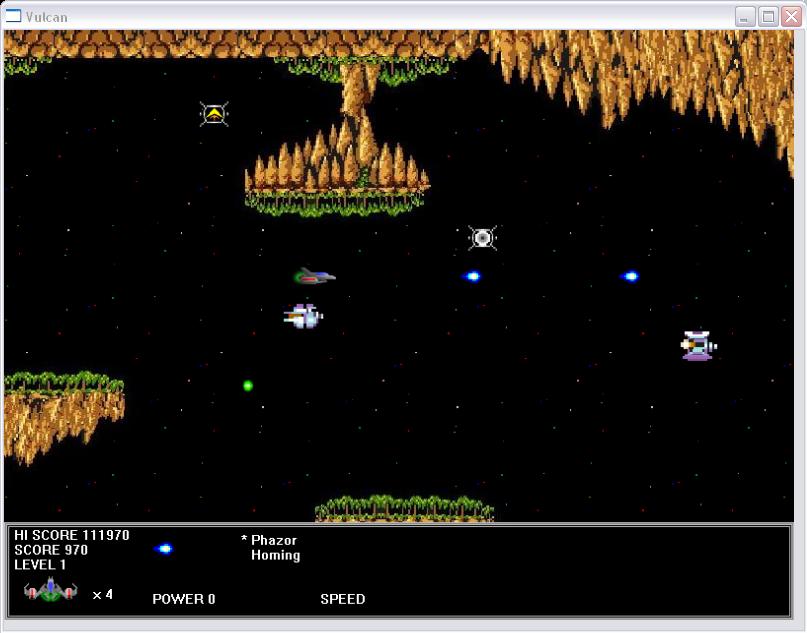 Vulcan
HI SCORE 111970
SCORE 970
LEVEL 1
* Phazor
Homing
x 4
POWER 0
SPEED